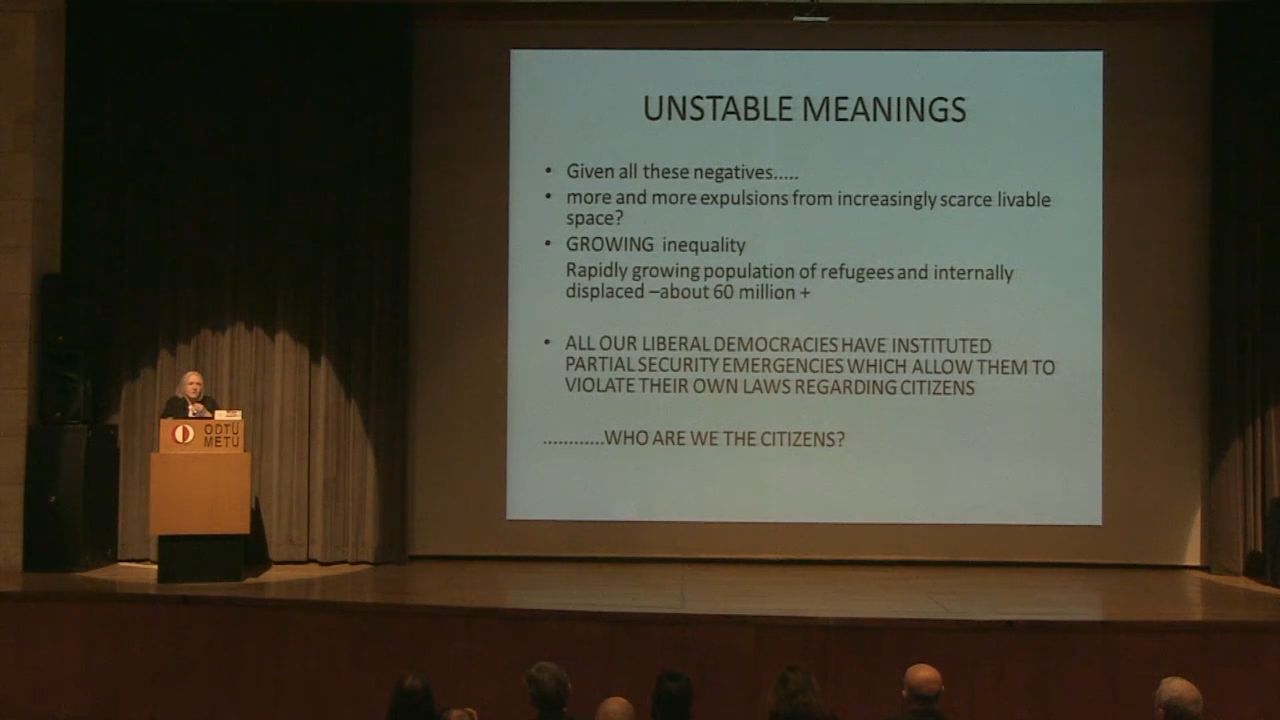 UNSTABLE MEANINGS
• Given all these negatives.....
• more and more expulsions from increasingly scarce livable
space?
• GROWING inequality
Rapidly growing population of refugees and internally
displaced –about 60 million +
• ALL OUR LIBERAL DEMOCRACIES HAVE INSTITUTED
PARTIAL SECURITY EMERGENCIES WHICH ALLOW THEM TO
VIOLATE THEIR OWN LAWS REGARDING CITIZENS
............WHO ARE WE THE CITIZENS?
ODTÜ
METU